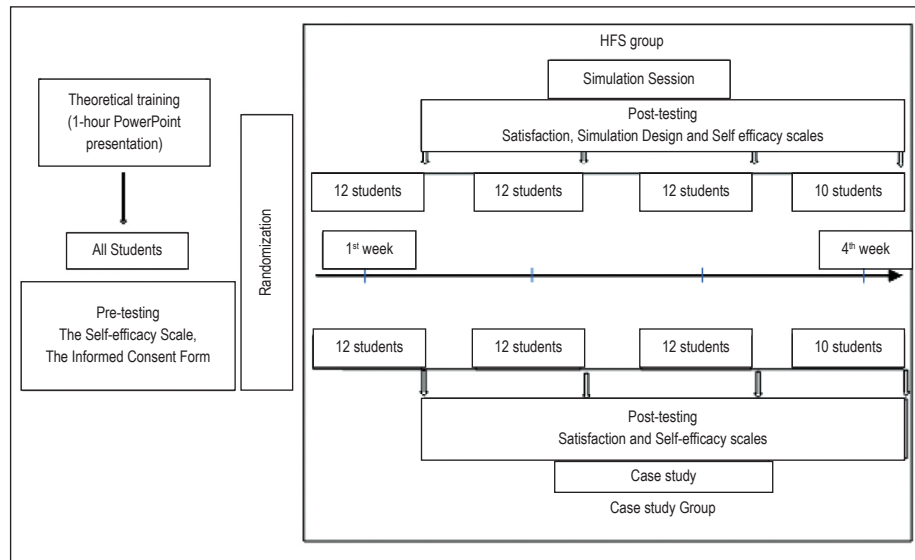 Theoretical training
(1-hour PowerPoint
presentation)
All Students
Pre-testing
The Self-efficacy Scale,
The Informed Consent Form
Randomization
HFS group
Simulation Session
Post-testing
Satisfaction, Simulation Design and Self efficacy scales
12 students
12 students
12 students
10 students
1st week
4th week
12 students
12 students
12 students
10 students
Post-testing
Satisfaction and Self-efficacy scales
Case study
Case study Group